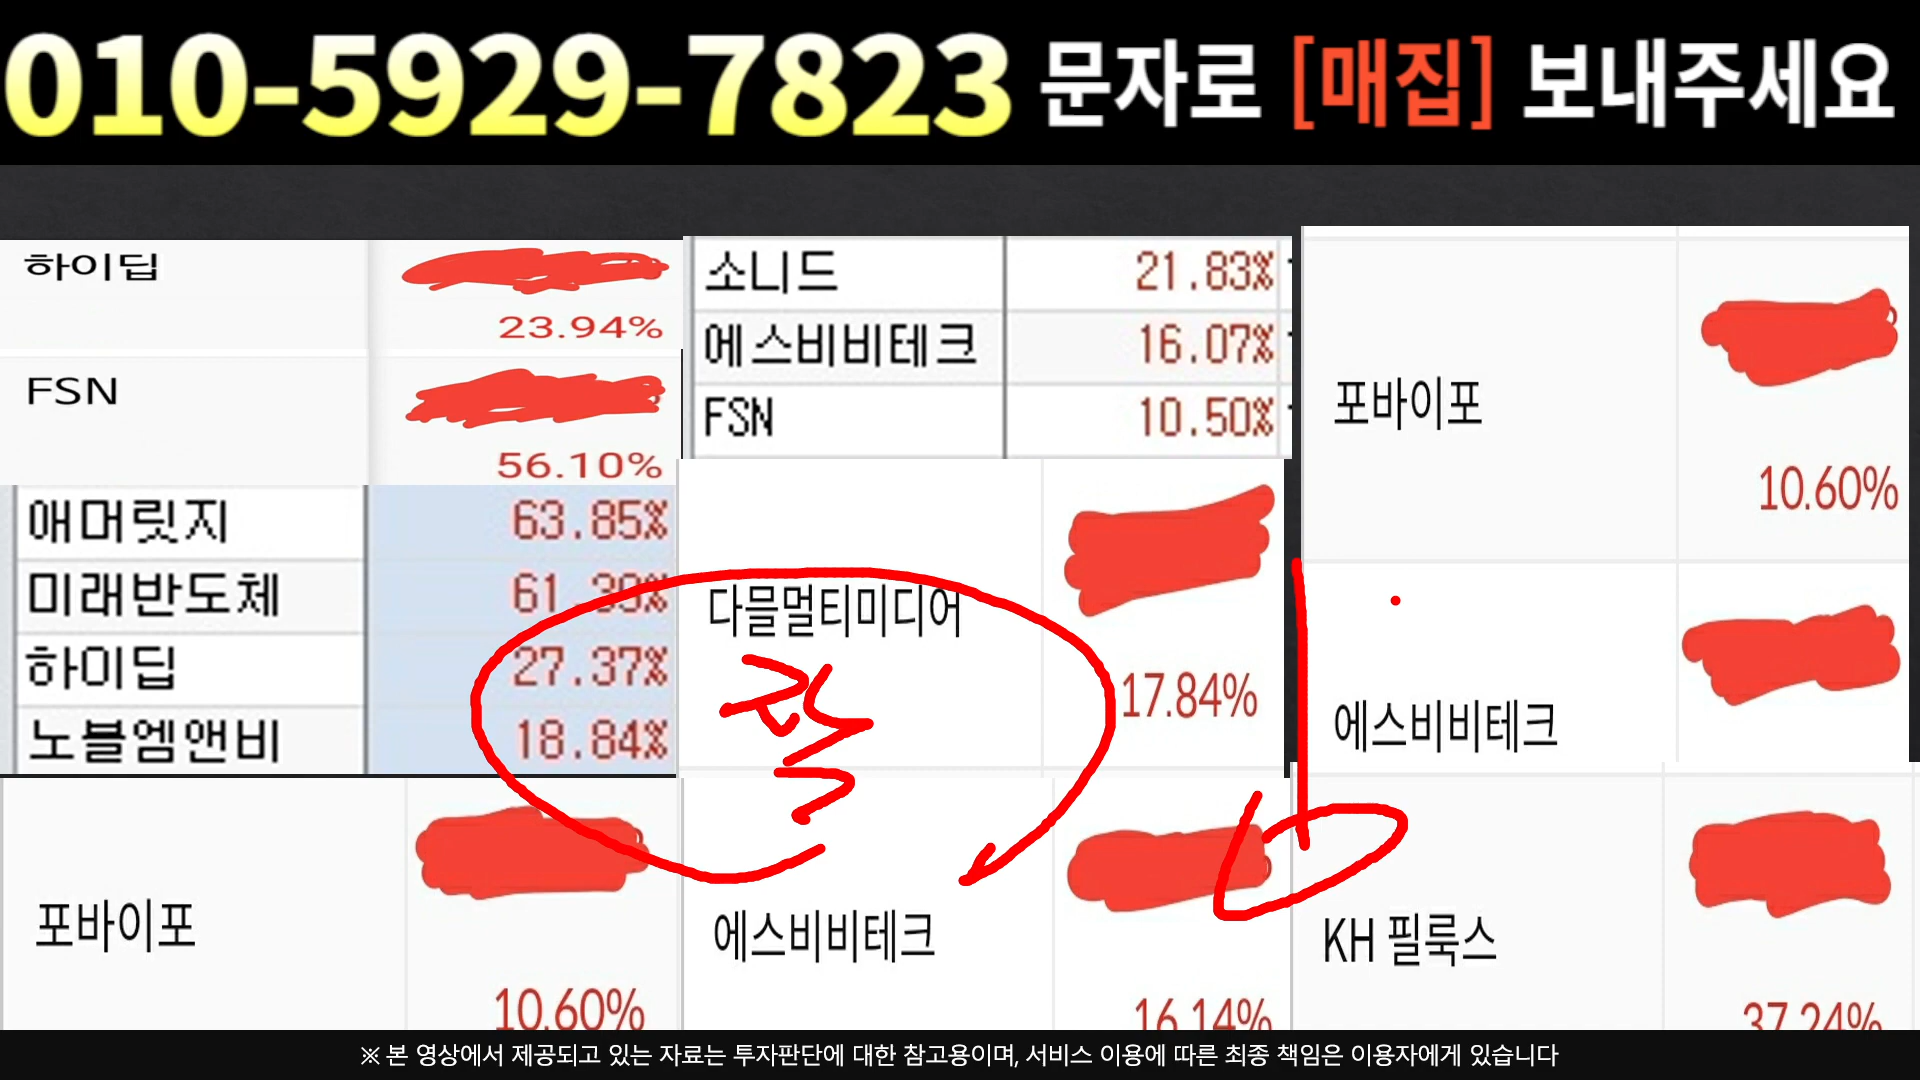 010-5929-7823 문자로 [매집] 보내주세요
하이딥
23.94%
FSN
56.10%
애머릿지 63.85%
미래반도체 61.39%
하이딥 27.37%
노블엠앤비 18.84%
소니드 21.83%
에스비비테크 16.07%
FSN 10.50%
다믈멀티미디어
17.84%
포바이포
10.60%
에스비비테크
포바이포
10.60%
에스비비테크
16.14%
KH 필룩스
37.24%
※ 본 영상에서 제공되고 있는 자료는 투자판단에 대한 참고용이며, 서비스 이용에 따른 최종 책임은 이용자에게 있습니다